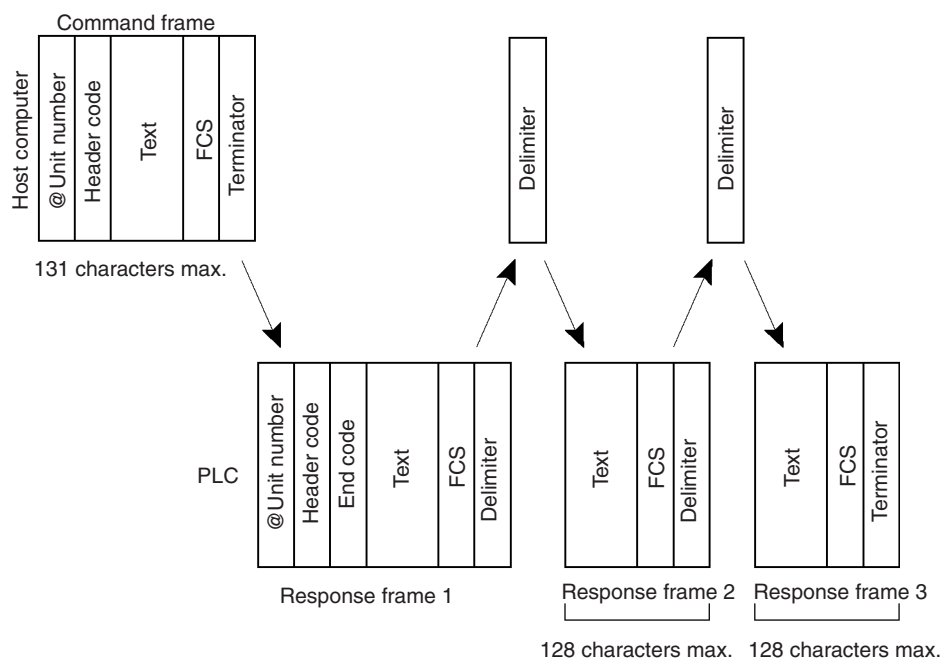 Command frame
Host computer
@ Unit number
Header code
Text
FCS
Terminator
131 characters max.
Delimiter
Delimiter
PLC
@Unit number
Header code
End code
Text
FCS
Delimiter
Response frame 1
Text
FCS
Delimiter
Response frame 2
128 characters max.
Text
FCS
Terminator
Response frame 3
128 characters max.